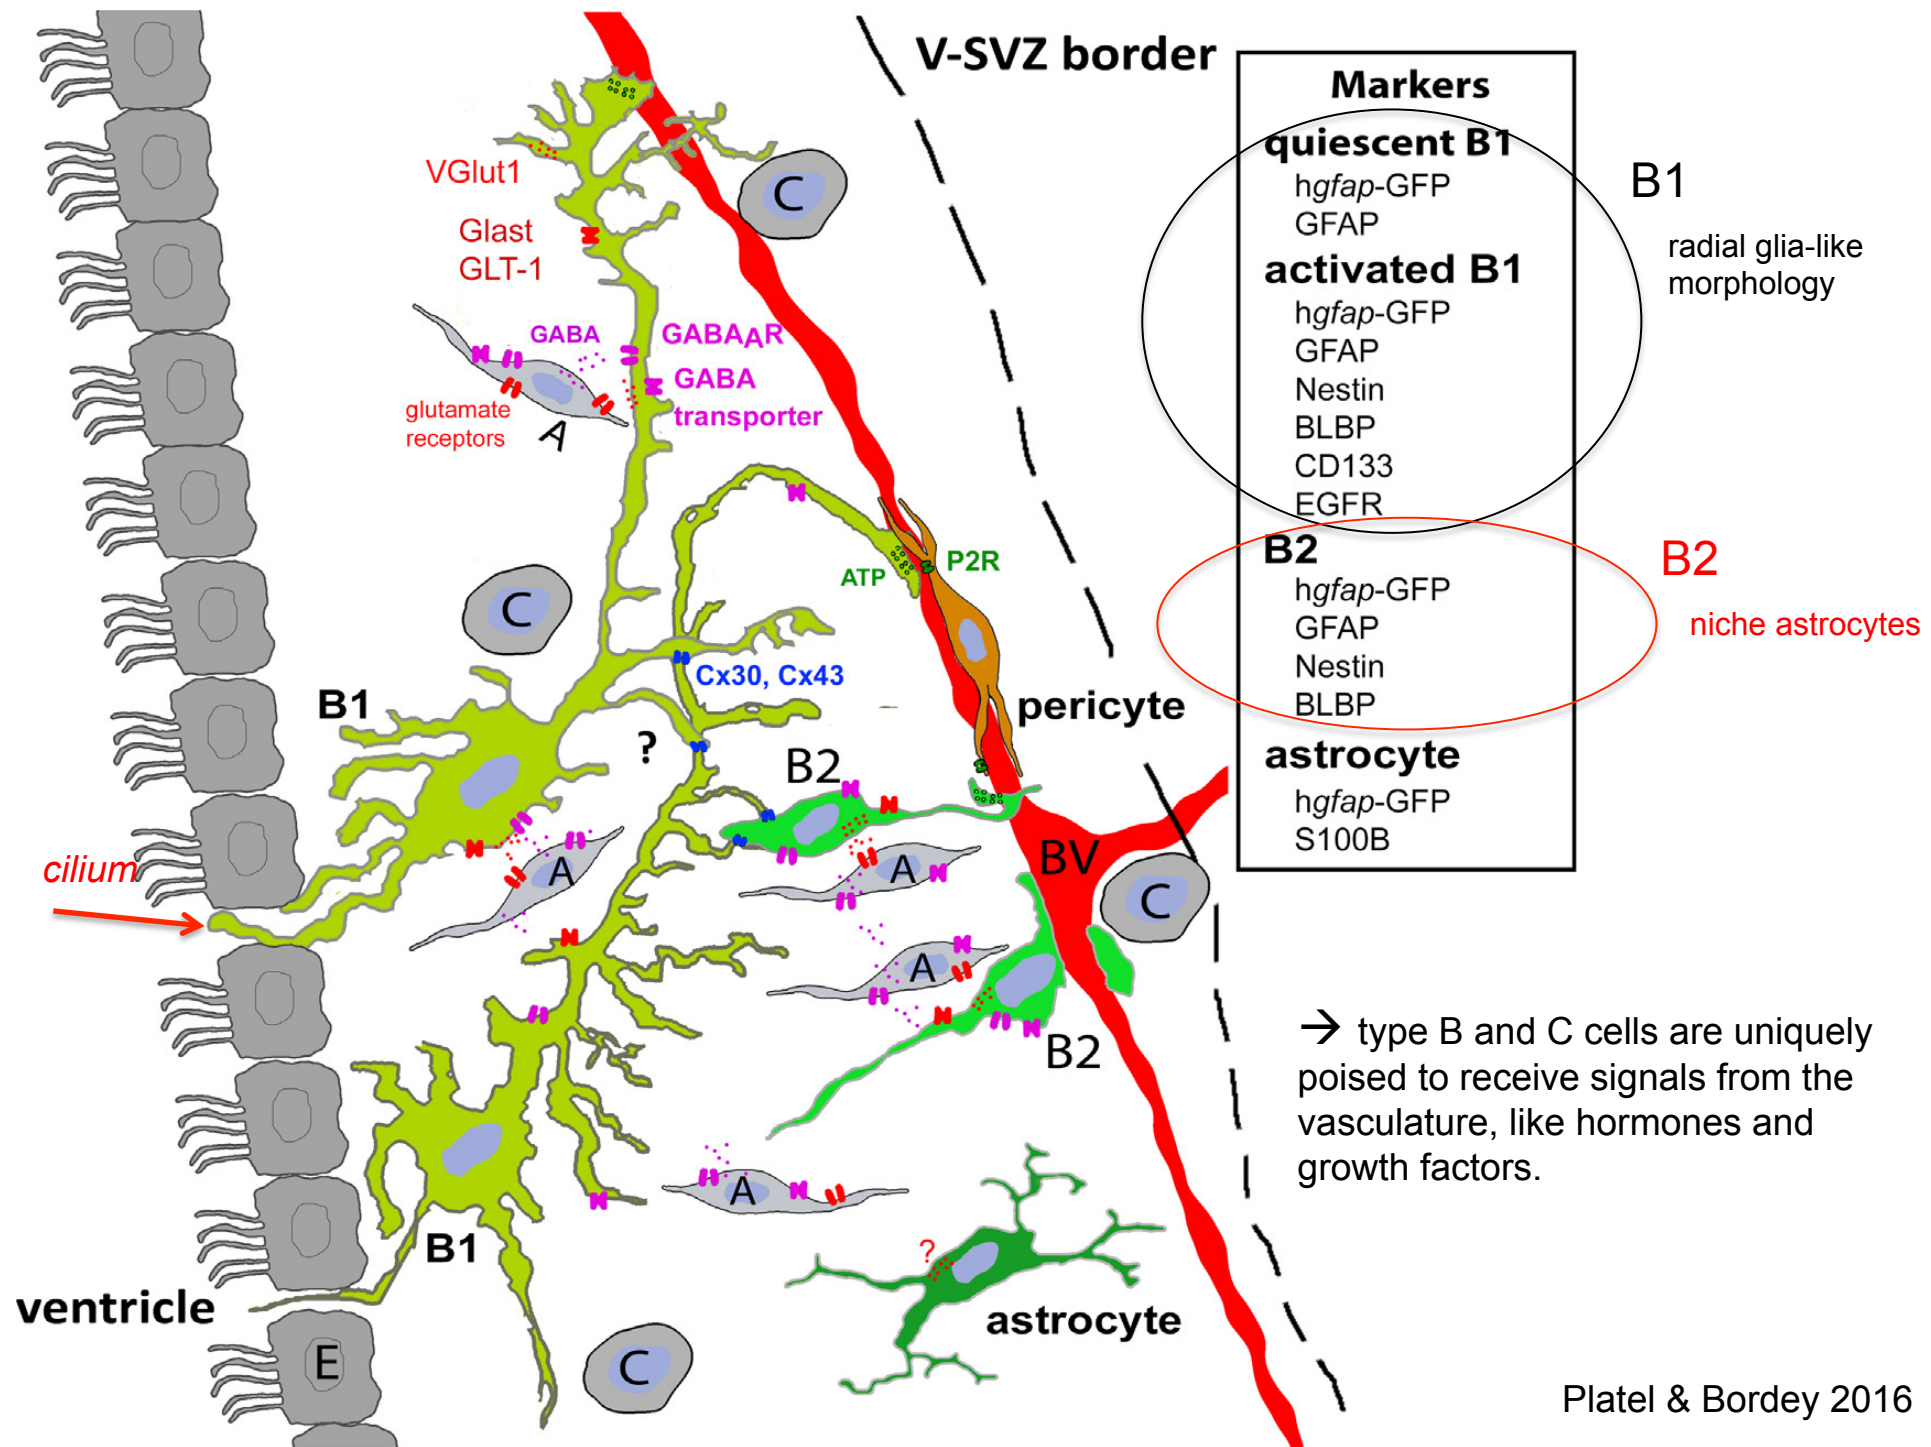 V-SVZ border
VGlut1
Glast
GLT-1
C
GABA
GABAAR
GABA
transporter
glutamate
receptors
A
C
ATP
P2R
Cx30, Cx43
B1
?
pericyte
B2
A
A
BV
C
cilium
A
B2
A
B1
?
astrocyte
ventricle
E
C
Markers
quiescent B1
hgfap-GFP
GFAP
activated B1
hgfap-GFP
GFAP
Nestin
BLBP
CD133
EGFR
B2
hgfap-GFP
GFAP
Nestin
BLBP
astrocyte
hgfap-GFP
S100B
B1
radial glia-like
morphology
B2
niche astrocytes
→ type B and C cells are uniquely
poised to receive signals from the
vasculature, like hormones and
growth factors.
Platel & Bordey 2016